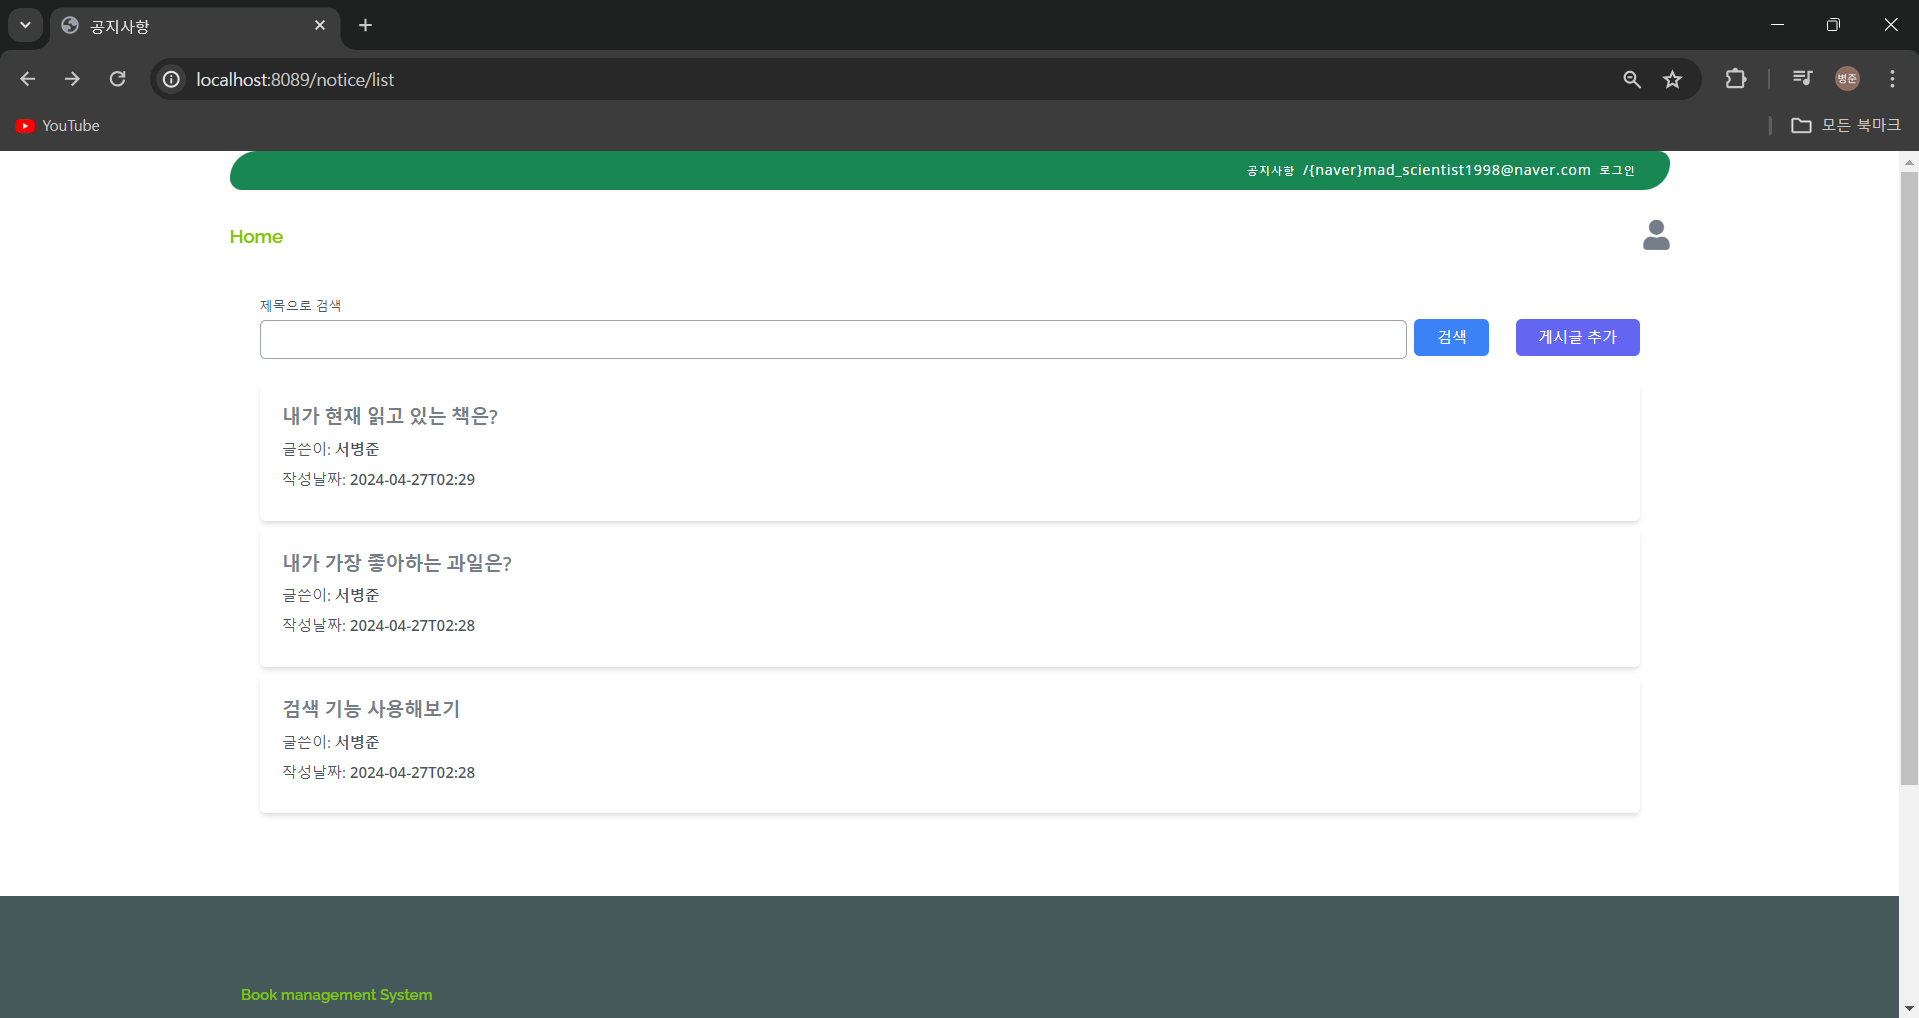 공지사항
localhost:8089/notice/list
병준
YouTube
모든 북마크
공지사항 /{naver}mad_scientist1998@naver.com 로그인
Home
제목으로 검색
검색
게시글 추가
내가 현재 읽고 있는 책은?
글쓴이: 서병준
작성날짜: 2024-04-27T02:29
내가 가장 좋아하는 과일은?
글쓴이: 서병준
작성날짜: 2024-04-27T02:28
검색 기능 사용해보기
글쓴이: 서병준
작성날짜: 2024-04-27T02:28
Book management System